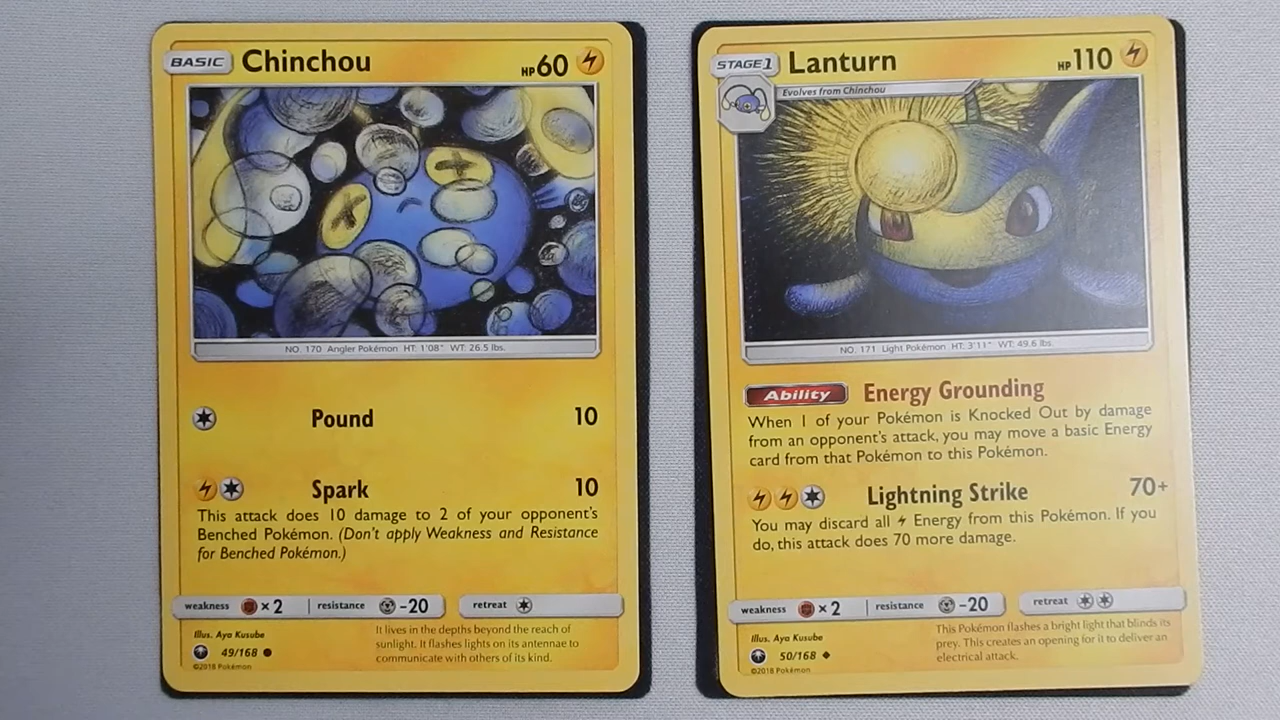 BASIC Chinchou HP60
NO. 170 Angler Pokémon HT: 1'08" WT: 26.5 lbs.
Pound 10
Spark 10
This attack does 10 damage to 2 of your opponent's
Benched Pokémon. (Don't apply Weakness and Resistance
for Benched Pokémon.)
weakness ×2 resistance -20 retreat
Illus. Aya Kusube
49/168
©2018 Pokémon
It lives in the depths beyond the reach of
sunlight. It flashes lights on its antennae to
communicate with others of its kind.
STAGE1 Lanturn HP110
Evolves from Chinchou
NO. 171 Light Pokémon HT: 3'11" WT: 49.6 lbs.
Ability Energy Grounding
When 1 of your Pokémon is Knocked Out by damage
from an opponent's attack, you may move a basic Energy
card from that Pokémon to this Pokémon.
Lightning Strike 70+
You may discard all Energy from this Pokémon. If you
do, this attack does 70 more damage.
weakness ×2 resistance -20 retreat
Illus. Aya Kusube
50/168
©2018 Pokémon
This Pokémon flashes a bright light that blinds its
prey. This creates an opening for it to deliver an
electrical attack.